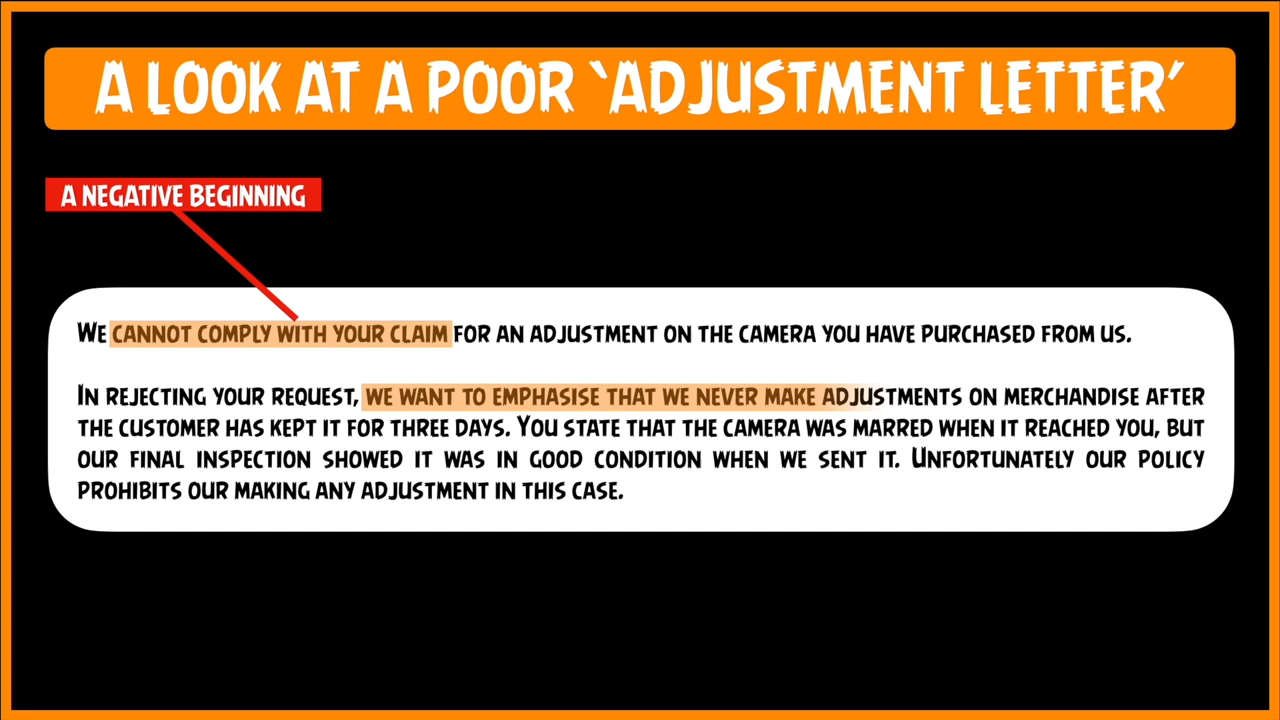 A LOOK AT A POOR ‘ADJUSTMENT LETTER’
A NEGATIVE BEGINNING
WE CANNOT COMPLY WITH YOUR CLAIM FOR AN ADJUSTMENT ON THE CAMERA YOU HAVE PURCHASED FROM US.
IN REJECTING YOUR REQUEST, WE WANT TO EMPHASISE THAT WE NEVER MAKE ADJUSTMENTS ON MERCHANDISE AFTER
THE CUSTOMER HAS KEPT IT FOR THREE DAYS. YOU STATE THAT THE CAMERA WAS MARRED WHEN IT REACHED YOU, BUT
OUR FINAL INSPECTION SHOWED IT WAS IN GOOD CONDITION WHEN WE SENT IT. UNFORTUNATELY OUR POLICY
PROHIBITS OUR MAKING ANY ADJUSTMENT IN THIS CASE.